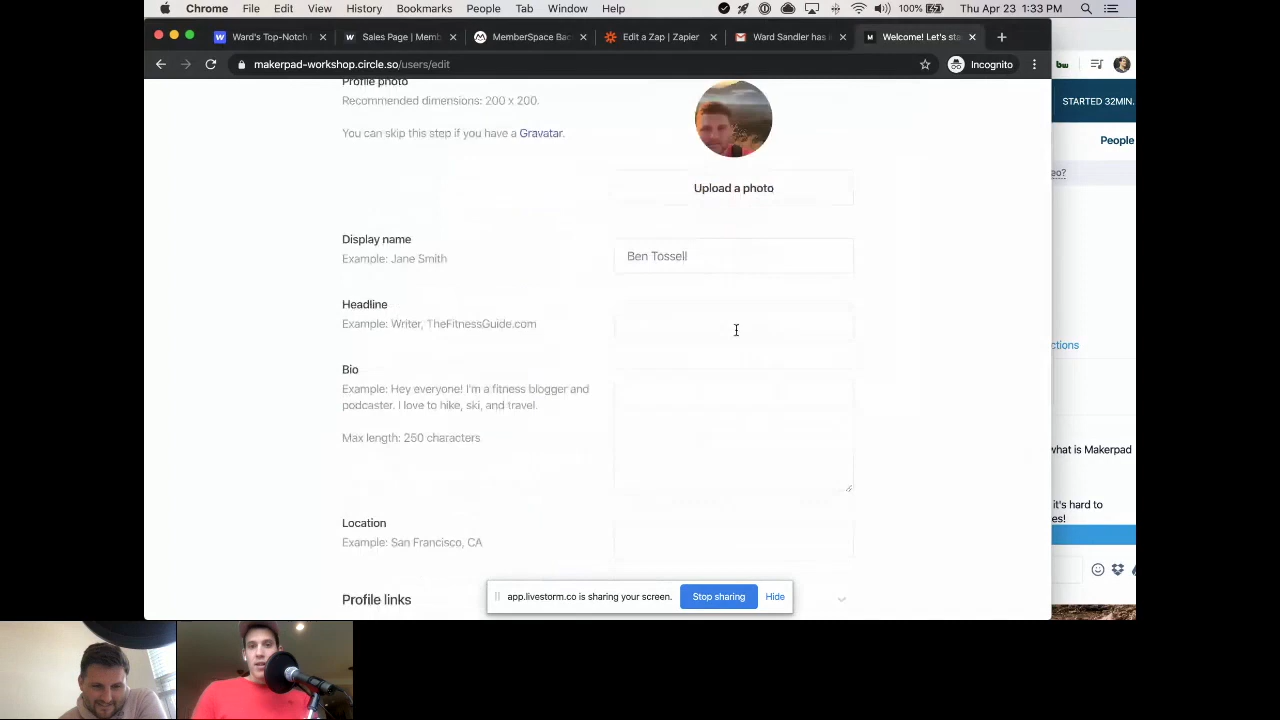 Chrome File Edit View History Bookmarks People Tab Window Help 100% Thu Apr 23 1:33 PM
Ward's Top-Notch
Sales Page | Memb
MemberSpace Bac
Edit a Zap | Zapier
Ward Sandler has i
Welcome! Let's sta
makerpad-workshop.circle.so/users/edit
Incognito
bw
STARTED 32MIN.
People
eo?
ctions
what is Makerpad
it's hard to
es!
Profile photo
Recommended dimensions: 200 x 200.
You can skip this step if you have a Gravatar.
Upload a photo
Display name
Example: Jane Smith
Ben Tossell
Headline
Example: Writer, TheFitnessGuide.com
Bio
Example: Hey everyone! I'm a fitness blogger and
podcaster. I love to hike, ski, and travel.
Max length: 250 characters
Location
Example: San Francisco, CA
Profile links
app.livestorm.co is sharing your screen.
Stop sharing
Hide